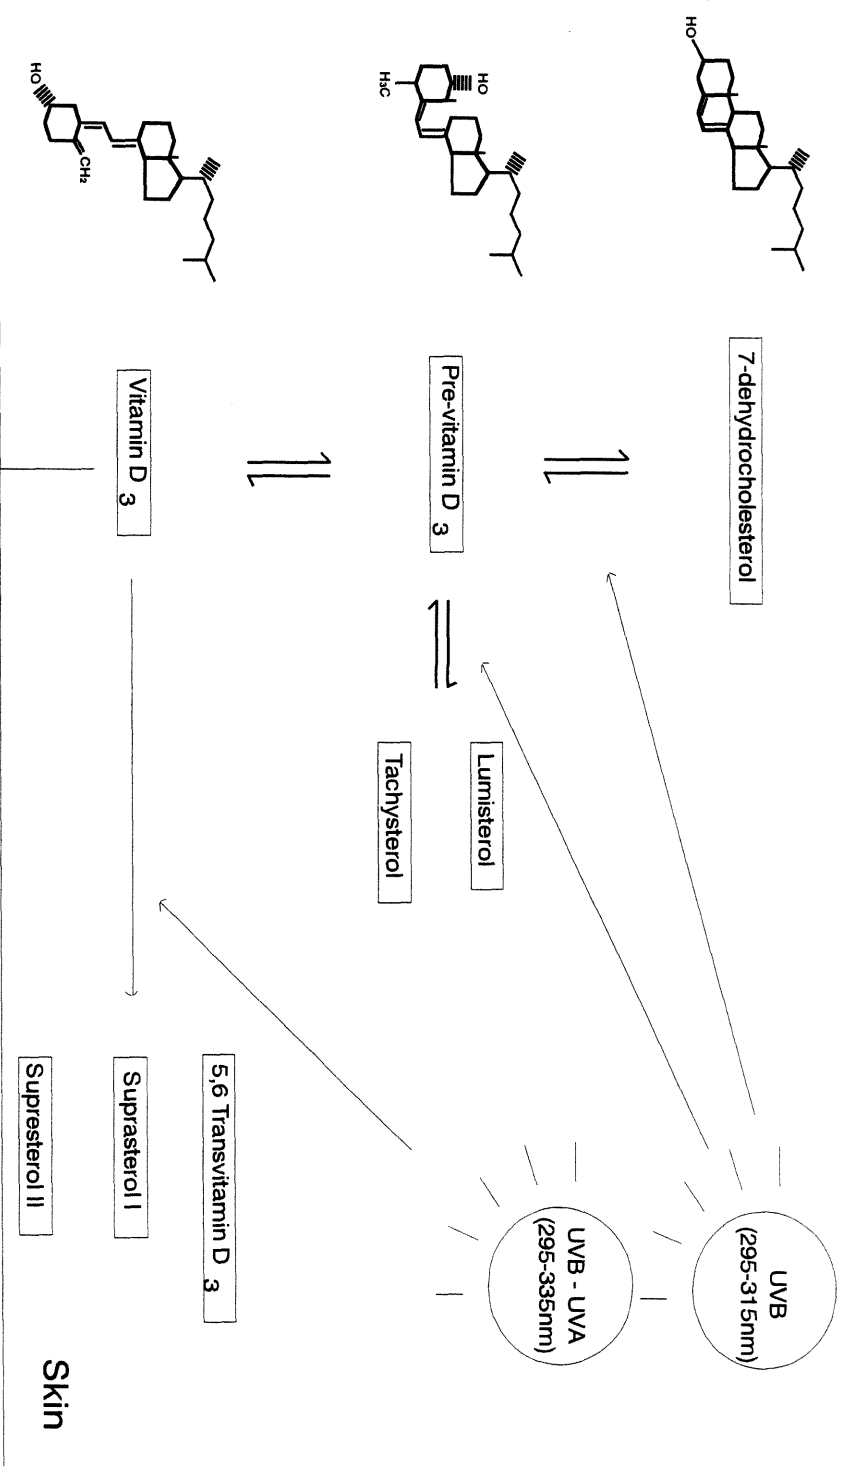 HO
7-dehydrocholesterol
UVB
(295-315nm)
HO
H₃C
Pre-vitamin D 3
Lumisterol
Tachysterol
UVB - UVA
(295-335nm)
HO
CH₂
Vitamin D 3
5,6 Transvitamin D 3
Suprasterol I
Supresterol II
Skin